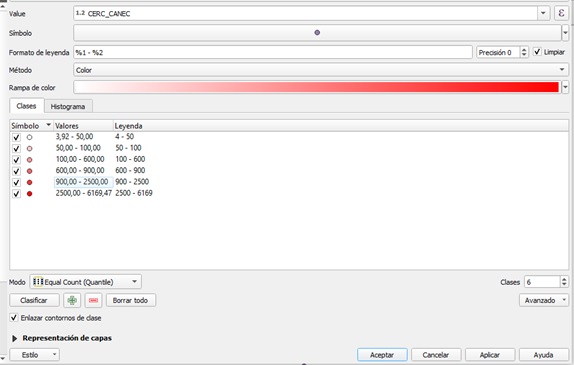 Value 1.2 CERC_CANEC ε
Símbolo
Formato de leyenda %1 - %2 Precisión 0 Limpiar
Método Color
Rampa de color
Clases Histograma
Símbolo Valores Leyenda
3,92 - 50,00 4 - 50
50,00 - 100,00 50 - 100
100,00 - 600,00 100 - 600
600,00 - 900,00 600 - 900
900,00 - 2500,00 900 - 2500
2500,00 - 6169,47 2500 - 6169
Modo Equal Count (Quantile) Clases 6
Clasificar Borrar todo Avanzado
Enlazar contornos de clase
Representación de capas
Estilo Aceptar Cancelar Aplicar Ayuda